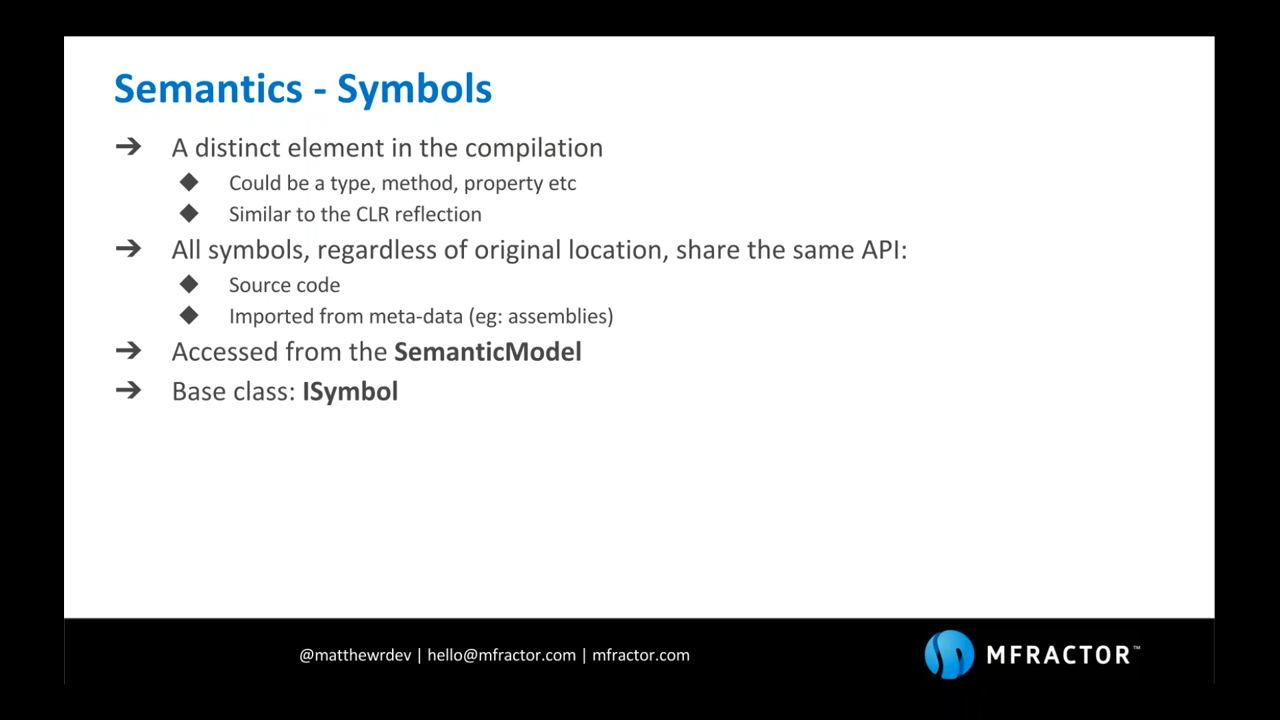 Semantics - Symbols
➔ A distinct element in the compilation
◆ Could be a type, method, property etc
◆ Similar to the CLR reflection
➔ All symbols, regardless of original location, share the same API:
◆ Source code
◆ Imported from meta-data (eg: assemblies)
➔ Accessed from the SemanticModel
➔ Base class: ISymbol
@matthewrdev | hello@mfractor.com | mfractor.com
MFRACTOR™